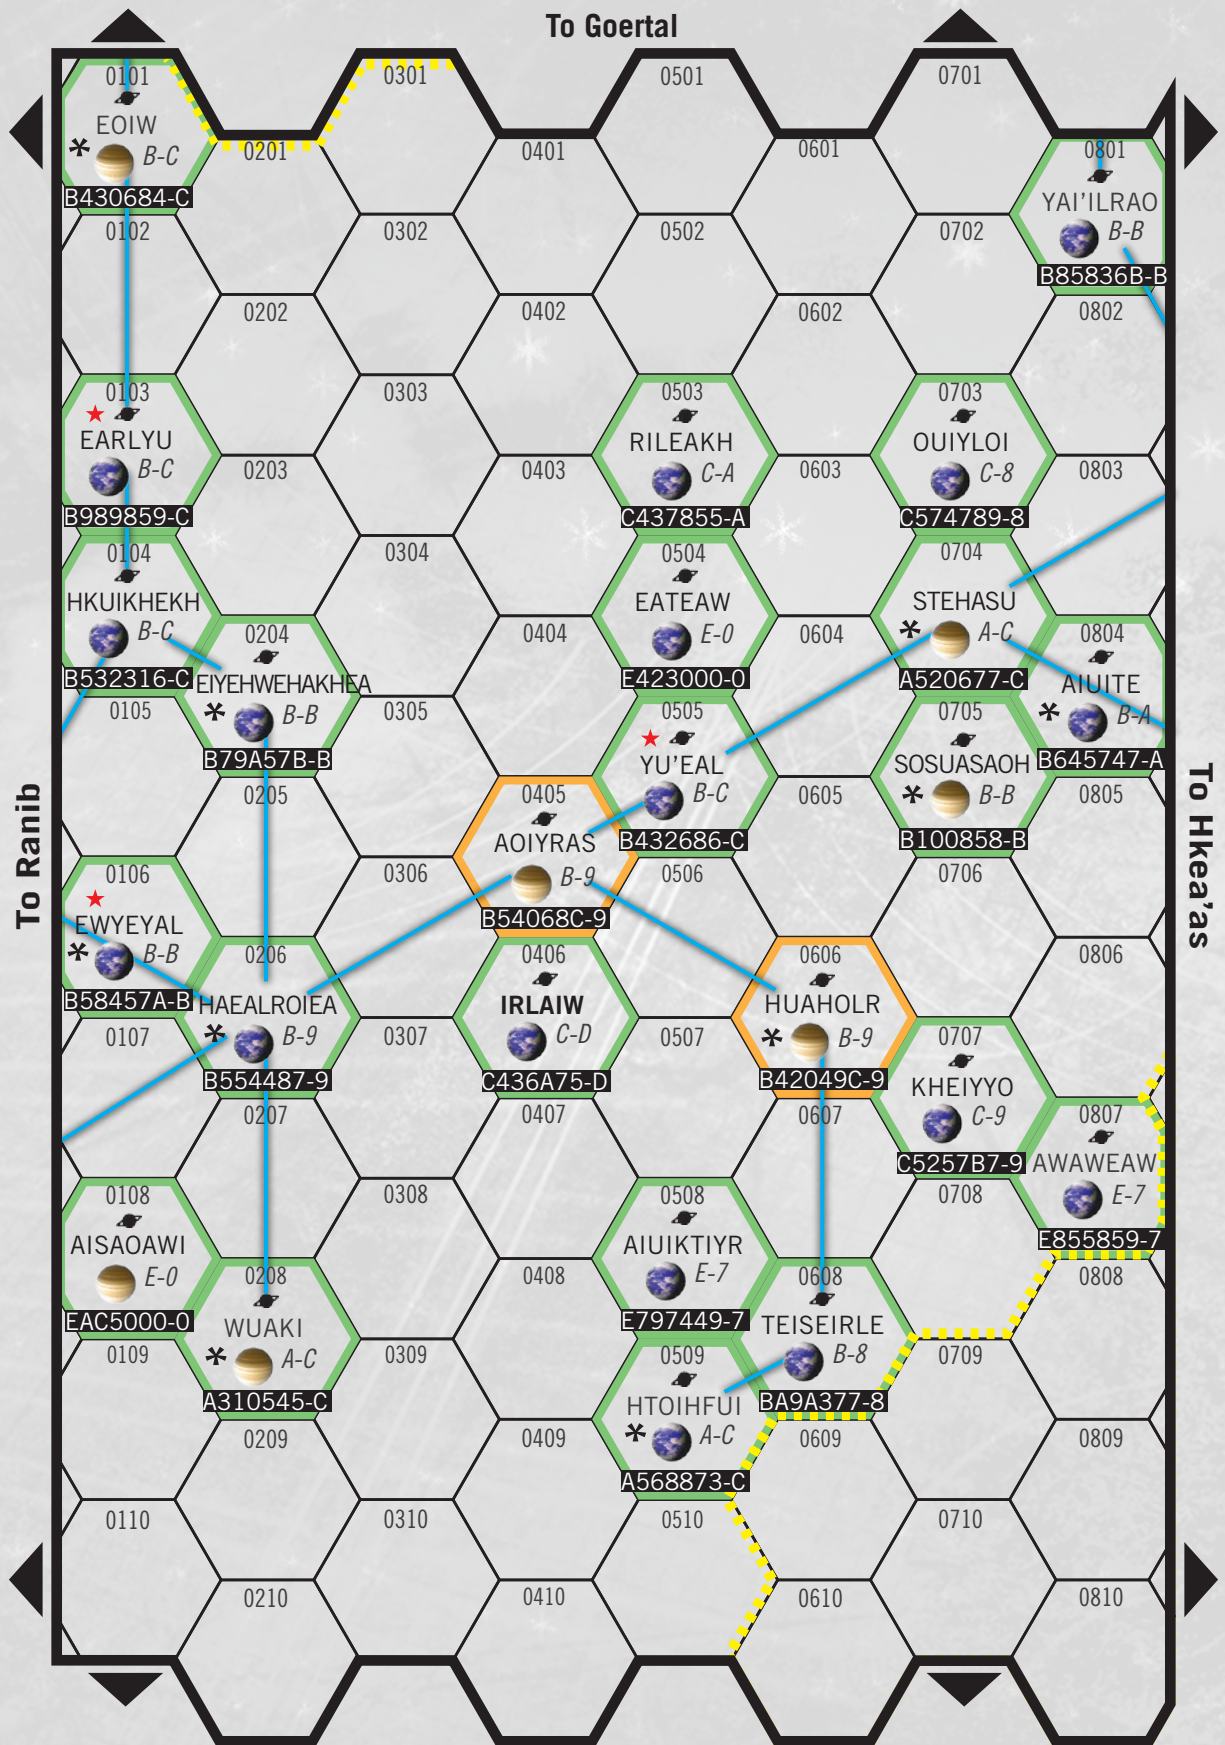 To Goertal
To Ranib
To Hkea'as
0101
EOIW
* B-C
B430684-C
0102
0103
EARLYU
B-C
B989859-C
0104
HKUIKHEKH
B-C
B532316-C
0105
0106
EWYEYAL
* B-B
B58457A-B
0107
0108
AISAOAWI
E-0
EAC5000-0
0109
0110
0201
0202
0203
0204
EIYEHWEHAKHEA
* B-B
B79A57B-B
0205
0206
HAEALROIEA
* B-9
B554487-9
0207
0208
WUAKI
* A-C
A310545-C
0209
0210
0301
0302
0303
0304
0305
0306
0307
0308
0309
0310
0401
0402
0403
0404
0405
AOIYRAS
B-9
B54068C-9
0406
IRLAIW
C-D
C436A75-D
0407
0408
0409
0410
0501
0502
0503
RILEAKH
C-A
C437855-A
0504
EATEAW
E-0
E423000-0
0505
YU'EAL
B-C
B432686-C
0506
0507
0508
AIUIKTIYR
E-7
E797449-7
0509
HTOIHFUI
* A-C
A568873-C
0510
0601
0602
0603
0604
0605
0606
HUAHOLR
* B-9
B42049C-9
0607
0608
TEISEIRLE
B-8
BA9A377-8
0609
0610
0701
0702
0703
OUIYLOI
C-8
C574789-8
0704
STEHASU
* A-C
A520677-C
0705
SOSUASAOH
* B-B
B100858-B
0706
0707
KHEIYYO
C-9
C5257B7-9
0708
0709
0710
0801
YAI'ILRAO
B-B
B85836B-B
0802
0803
0804
AIUITE
* B-A
B645747-A
0805
0806
0807
AWAWEAW
E-7
E855859-7
0808
0809
0810